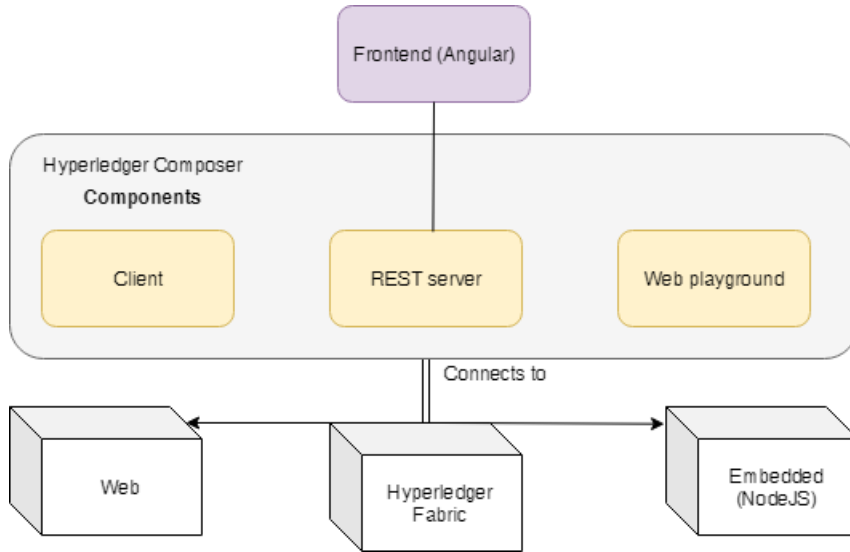 Frontend (Angular)
Hyperledger Composer
Components
Client
REST server
Web playground
Connects to
Web
Hyperledger
Fabric
Embedded
(NodeJS)